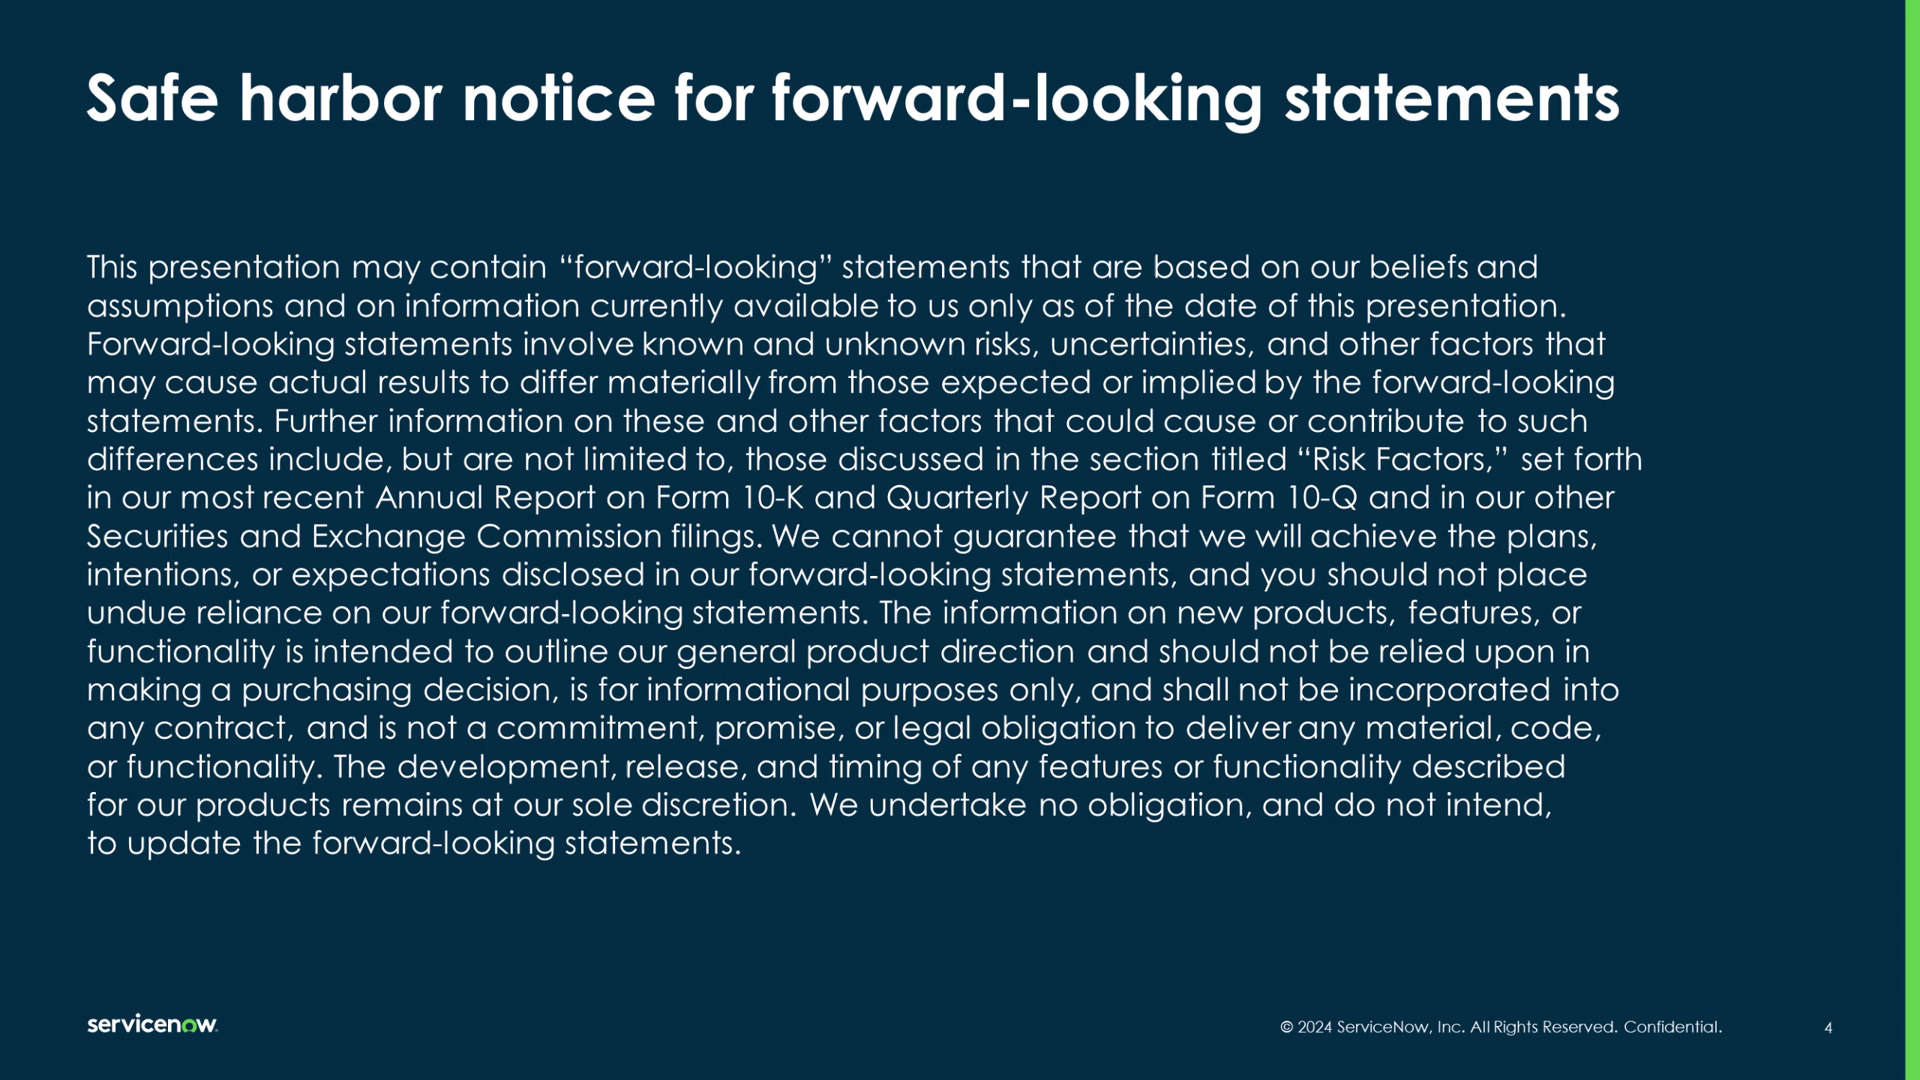 Safe harbor notice for forward-looking statements
This presentation may contain “forward-looking” statements that are based on our beliefs and
assumptions and on information currently available to us only as of the date of this presentation.
Forward-looking statements involve known and unknown risks, uncertainties, and other factors that
may cause actual results to differ materially from those expected or implied by the forward-looking
statements. Further information on these and other factors that could cause or contribute to such
differences include, but are not limited to, those discussed in the section titled “Risk Factors,” set forth
in our most recent Annual Report on Form 10-K and Quarterly Report on Form 10-Q and in our other
Securities and Exchange Commission filings. We cannot guarantee that we will achieve the plans,
intentions, or expectations disclosed in our forward-looking statements, and you should not place
undue reliance on our forward-looking statements. The information on new products, features, or
functionality is intended to outline our general product direction and should not be relied upon in
making a purchasing decision, is for informational purposes only, and shall not be incorporated into
any contract, and is not a commitment, promise, or legal obligation to deliver any material, code,
or functionality. The development, release, and timing of any features or functionality described
for our products remains at our sole discretion. We undertake no obligation, and do not intend,
to update the forward-looking statements.
servicenow
© 2024 ServiceNow, Inc. All Rights Reserved. Confidential.
4